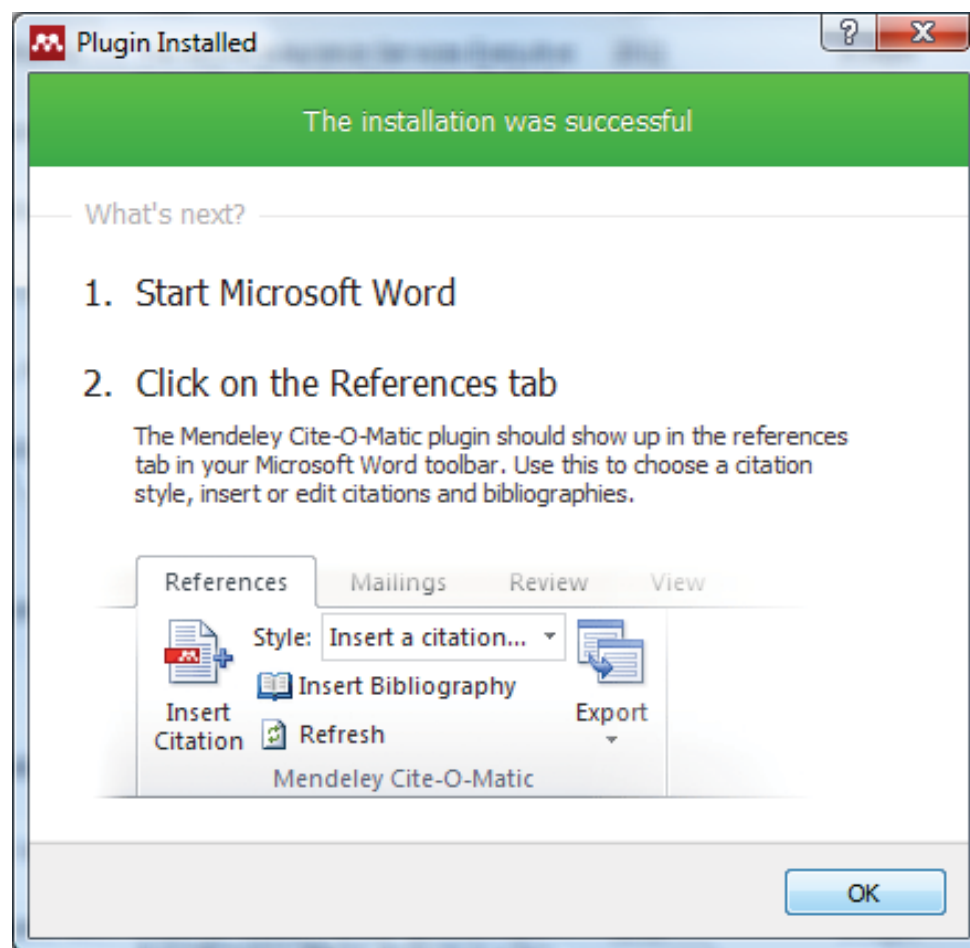 Plugin Installed
The installation was successful
What's next?
1. Start Microsoft Word
2. Click on the References tab
The Mendeley Cite-O-Matic plugin should show up in the references
tab in your Microsoft Word toolbar. Use this to choose a citation
style, insert or edit citations and bibliographies.
References Mailings Review View
Style: Insert a citation...
Insert Bibliography
Insert
Citation
Refresh
Export
Mendeley Cite-O-Matic
OK